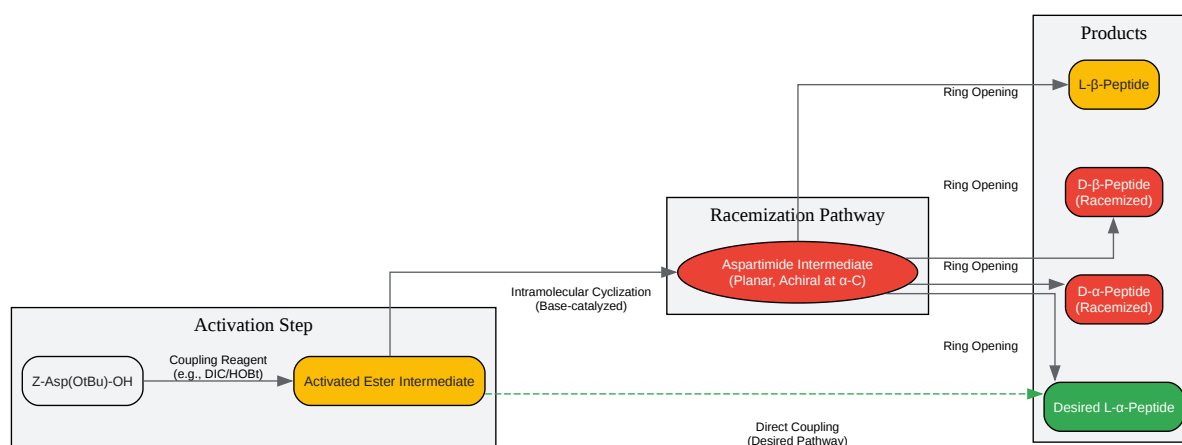 Products
L-β-Peptide
Ring Opening
D-β-Peptide
(Racemized)
Ring Opening
Racemization Pathway
Aspartimide Intermediate
(Planar, Achiral at α-C)
Ring Opening
D-α-Peptide
(Racemized)
Intramolecular Cyclization
(Base-catalyzed)
Activation Step
Ring Opening
Z-Asp(OtBu)-OH
Coupling Reagent
(e.g., DIC/HOBt)
Activated Ester Intermediate
Desired L-α-Peptide
Direct Coupling
(Desired Pathway)